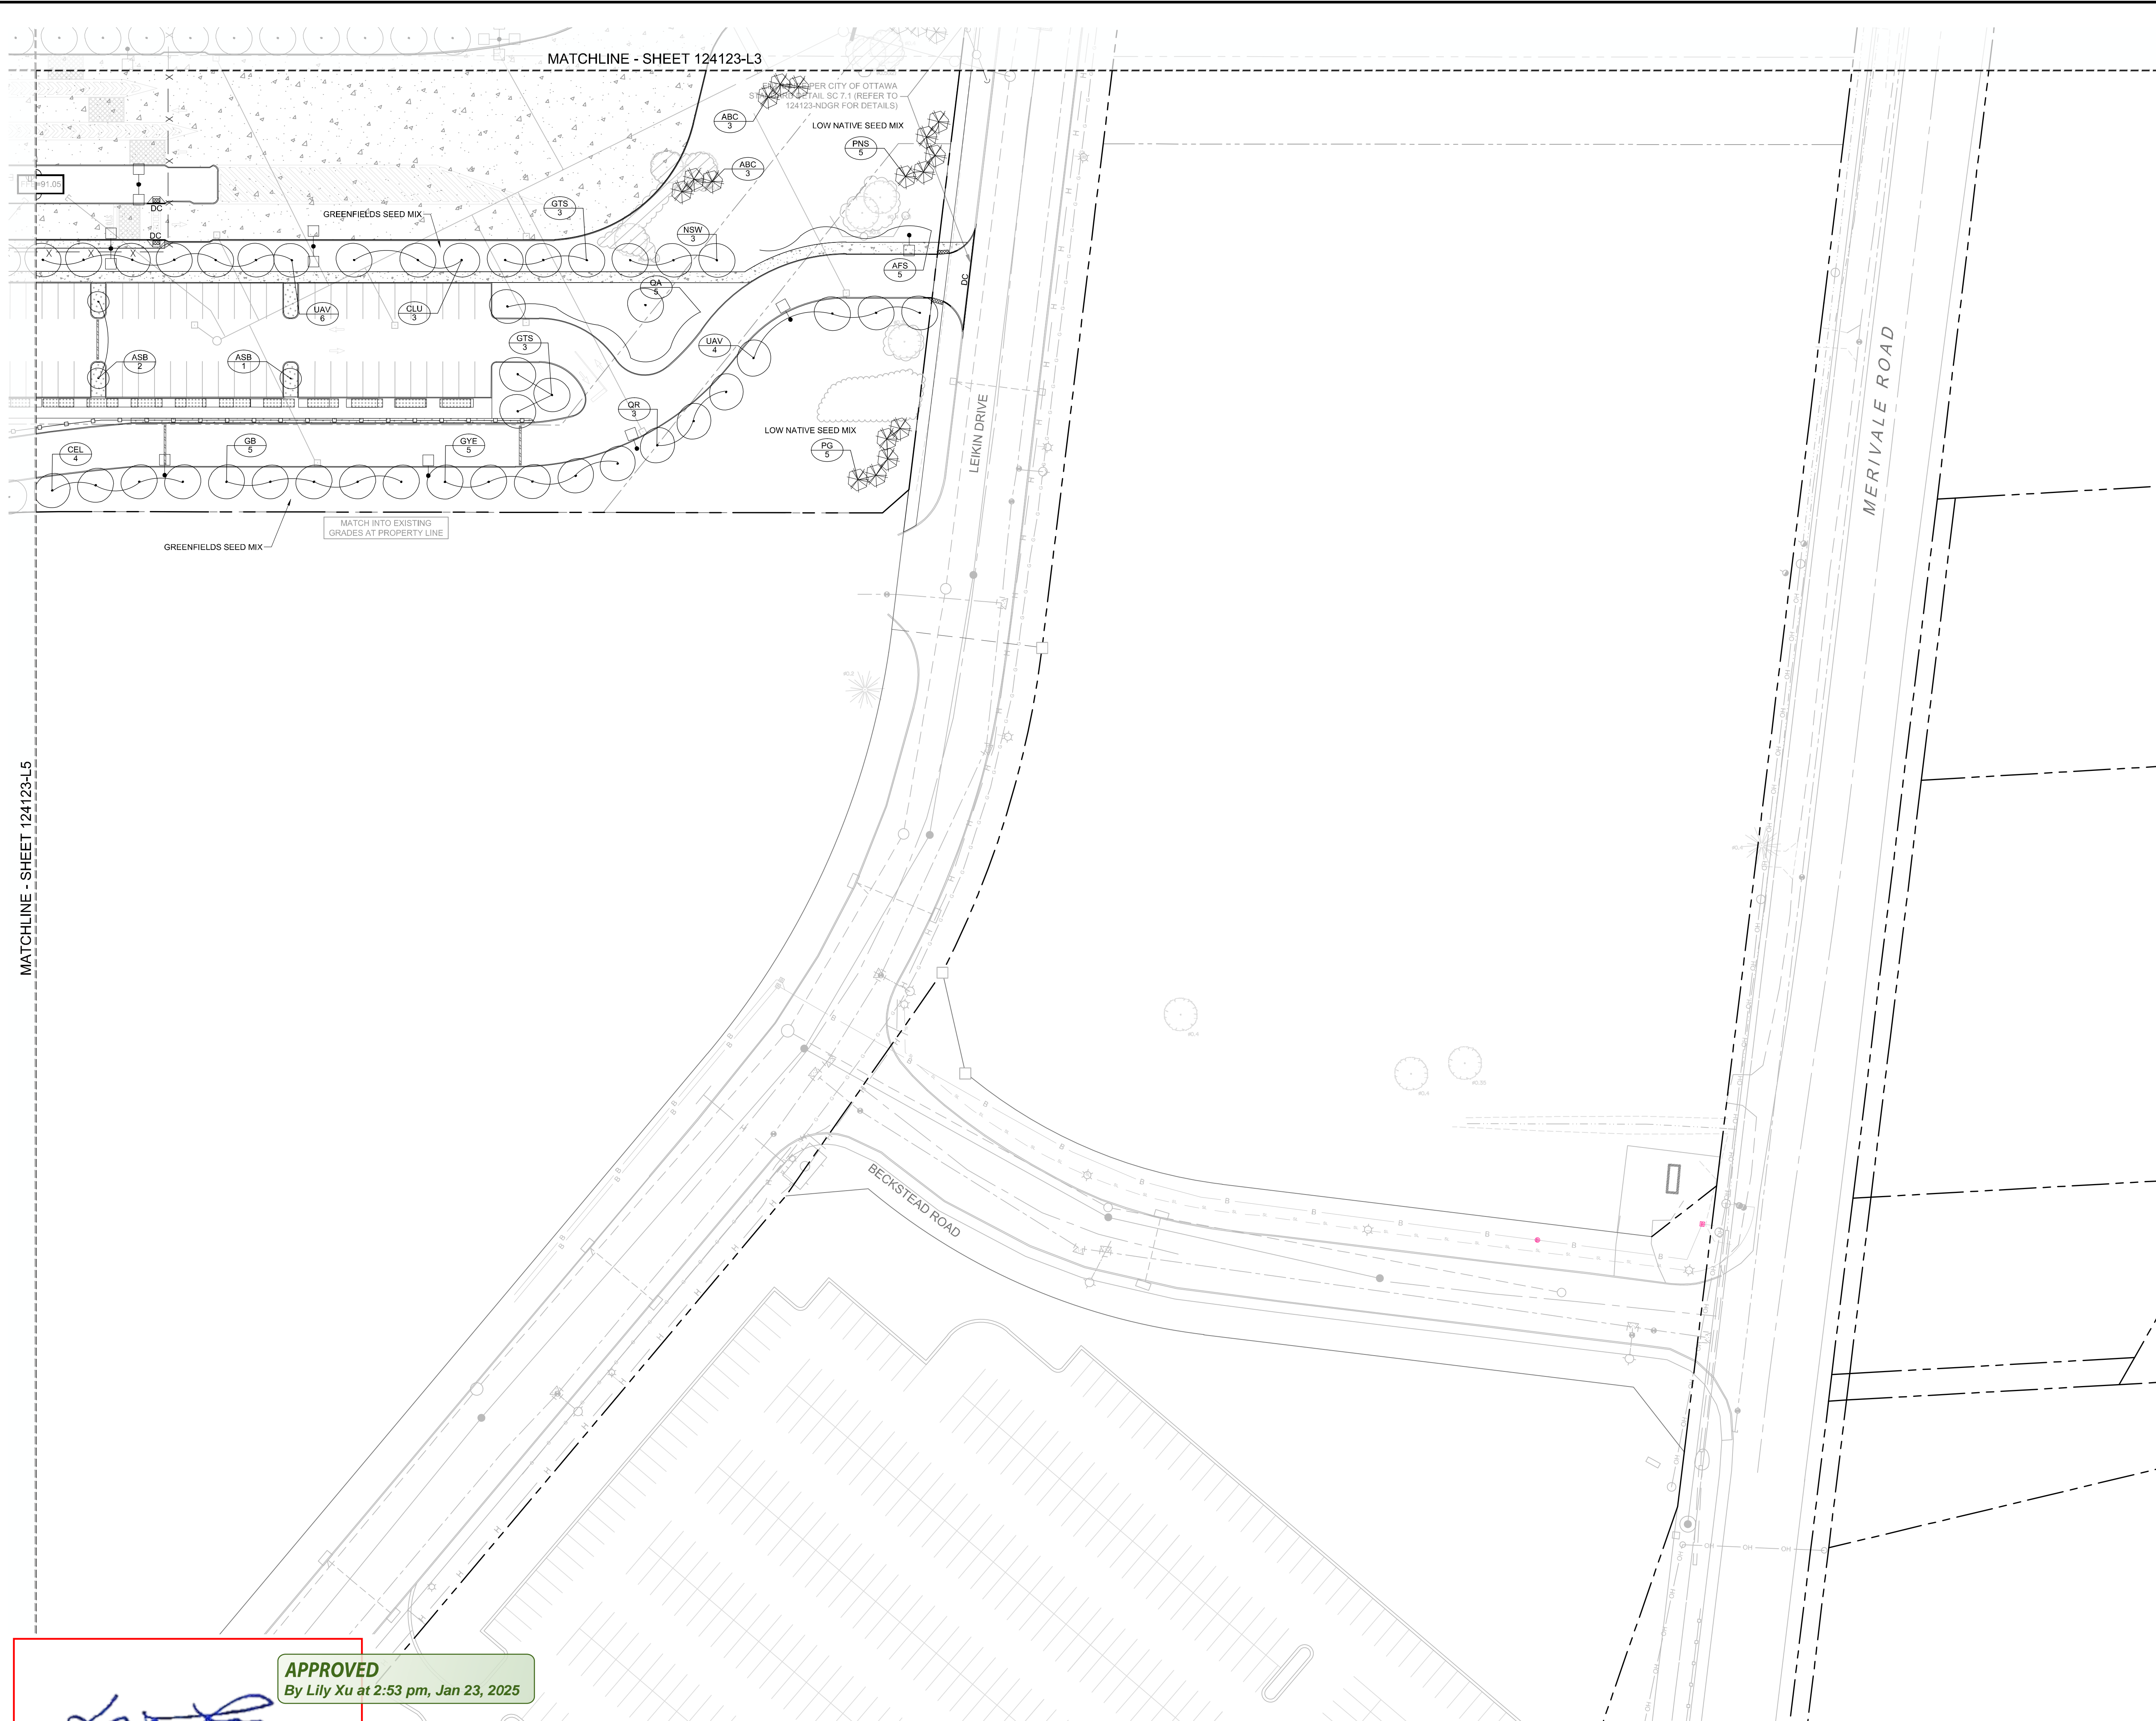 MATCHLINE - SHEET 124123-L3
PER CITY OF OTTAWA
DETAIL SC 7.1 (REFER TO
124123-NDGR FOR DETAILS)
ABC
3
LOW NATIVE SEED MIX
PNS
5
ABC
3
91.05
DC
GREENFIELDS SEED MIX
GTS
3
NSW
3
DC
AFS
5
QA
5
DC
UAV
6
CLU
3
GTS
3
UAV
4
ASB
2
ASB
1
QR
3
LEIKIN DRIVE
MERIVALE ROAD
LOW NATIVE SEED MIX
PG
5
CEL
4
GB
5
GYE
5
MATCH INTO EXISTING
GRADES AT PROPERTY LINE
GREENFIELDS SEED MIX
MATCHLINE - SHEET 124123-L5
BECKSTEAD ROAD
APPROVED
By Lily Xu at 2:53 pm, Jan 23, 2025